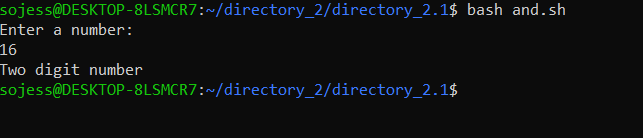 sojess@DESKTOP-8LSMCR7:~/directory_2/directory_2.1$ bash and.sh
Enter a number:
16
Two digit number
sojess@DESKTOP-8LSMCR7:~/directory_2/directory_2.1$